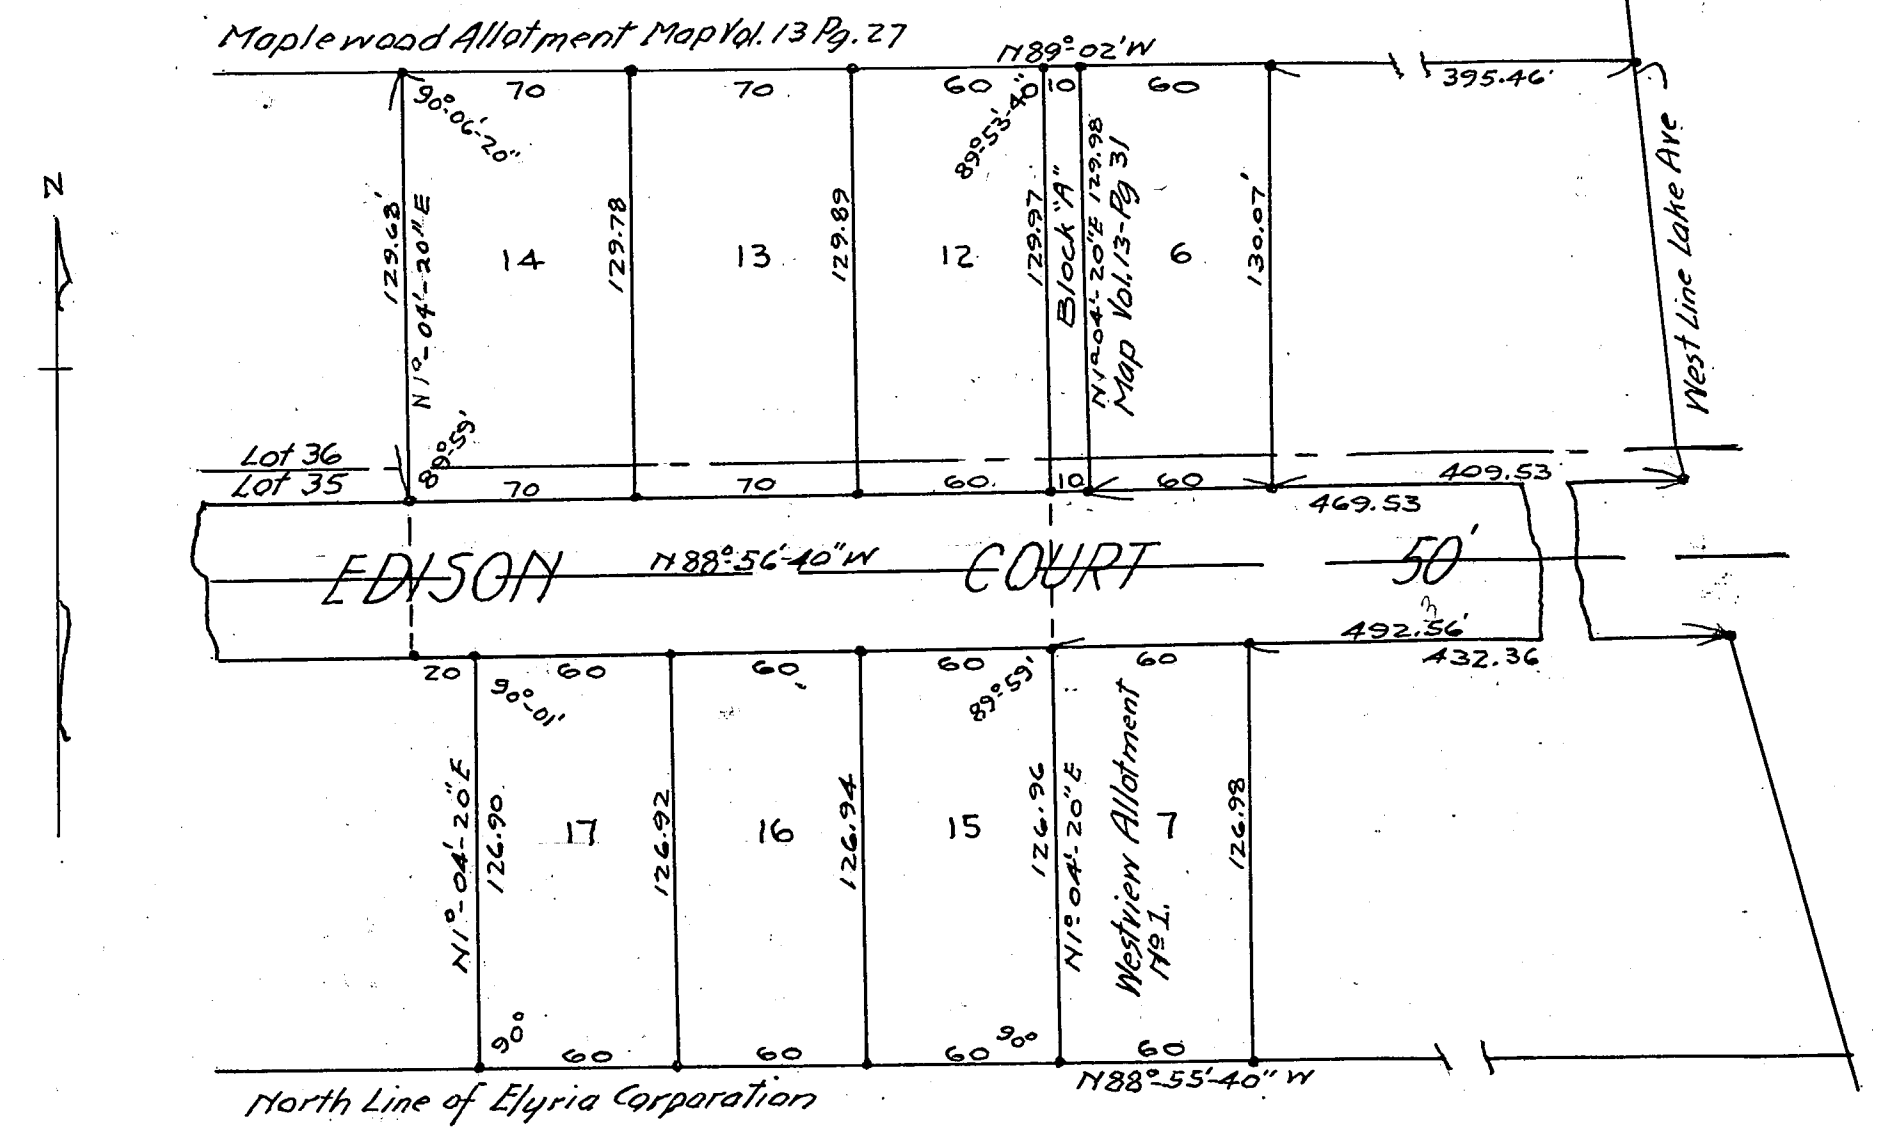 Maplewood Allotment Map Vol. 13 Pg. 27
N89°-02'W
70
70
60
10
60
395.46'
90°-06'-20"
89°-53'-40"
N
129.68'
N1°-04'-20"E
14
129.78
13
129.89
12
129.97
Block "A"
N1°-04'-20"E 129.98
Map Vol. 13-Pg 31
6
130.07'
West Line Lake Ave
89°-59'
Lot 36
Lot 35
70
70
60.
10
60
409.53
469.53
EDISON
N88°-56'-40"W
COURT
50'
3
492.56'
432.36
20
60
60
60
60
90°-01'
89°-59'
N1°-04'-20"E
126.90
17
126.92
16
126.94
15
126.96
N1°-04'-20"E
Westview Allotment
Nº 1.
7
126.98
90°
60
60
60
90°
60
N88°-55'-40" W
North Line of Elyria Corparation